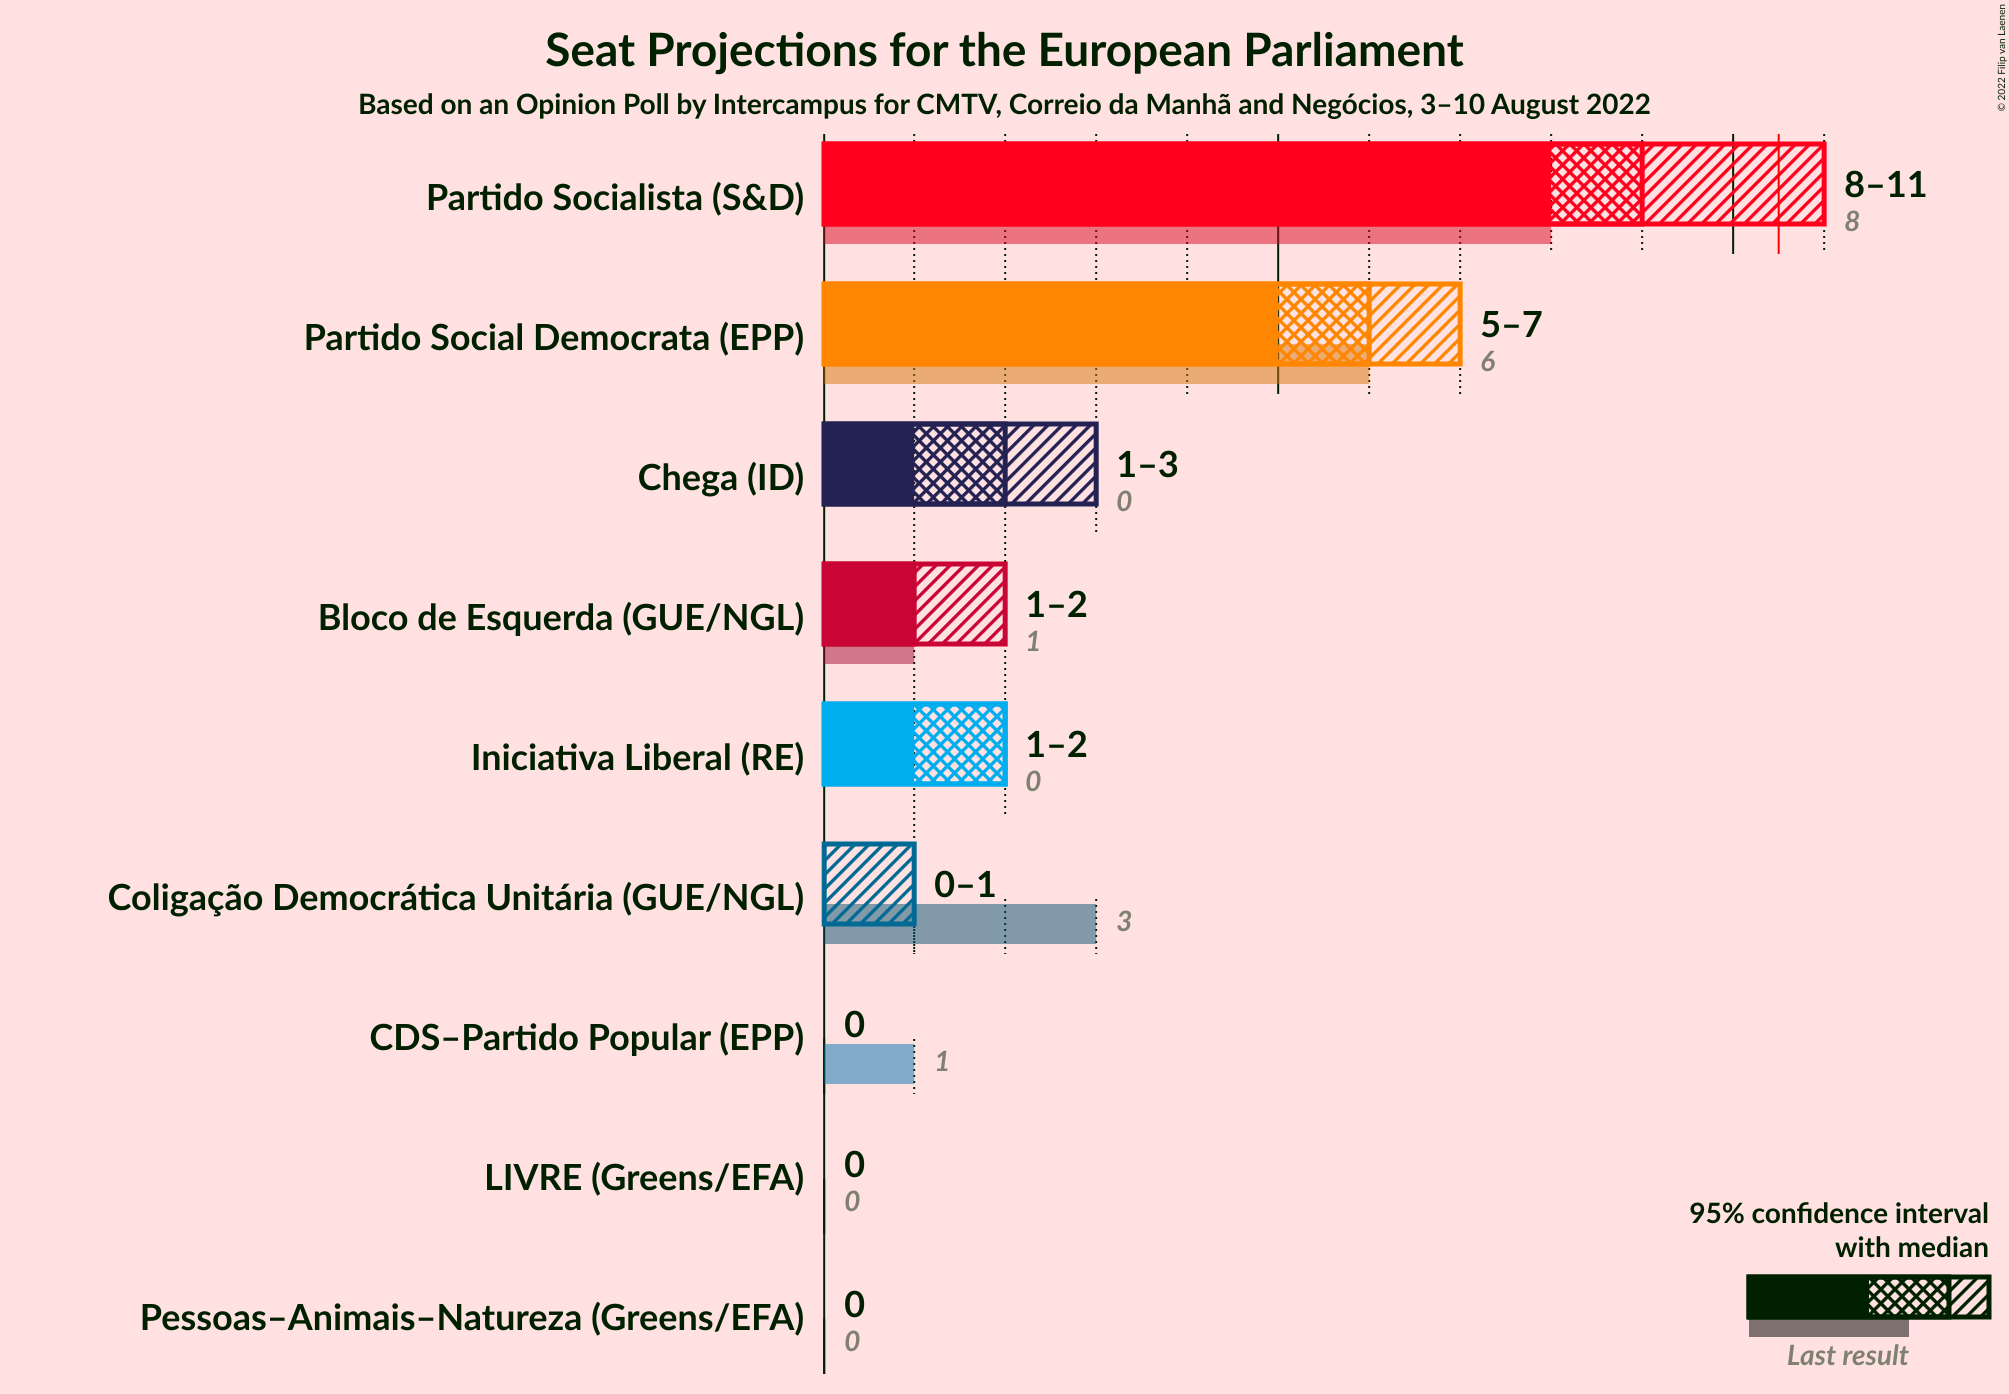 Seat Projections for the European Parliament
Based on an Opinion Poll by Intercampus for CMTV, Correio da Manhã and Negócios, 3–10 August 2022
© 2022 Filip van Laenen
Partido Socialista (S&D)
8–11
8
Partido Social Democrata (EPP)
5–7
6
Chega (ID)
1–3
0
Bloco de Esquerda (GUE/NGL)
1–2
1
Iniciativa Liberal (RE)
1–2
0
Coligação Democrática Unitária (GUE/NGL)
0–1
3
CDS–Partido Popular (EPP)
0
1
LIVRE (Greens/EFA)
0
0
Pessoas–Animais–Natureza (Greens/EFA)
0
0
95% confidence interval
with median
Last result